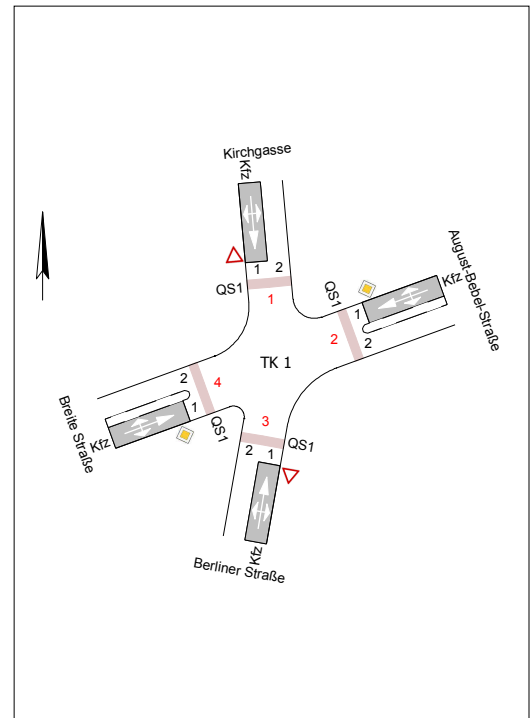 Kirchgasse
Kfz
1 2
QS1
1
August-Bebel-Straße
Kfz
QS1
1
2
2
TK 1
Breite Straße
Kfz
2
1
4
QS1
3
QS1
2 1
Kfz
Berliner Straße